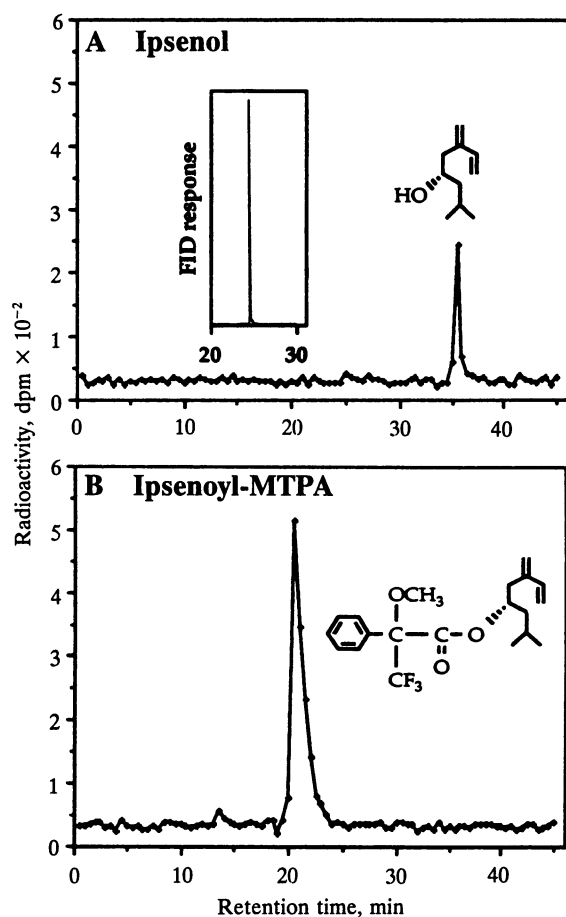 A Ipsenol
6
5
4
3
2
1
0
FID response
20 30
HO
0 10 20 30 40
Radioactivity, dpm × 10⁻²
B Ipsenoyl-MTPA
6
5
4
3
2
1
0
OCH₃
C C O
O
CF₃
0 10 20 30 40
Retention time, min